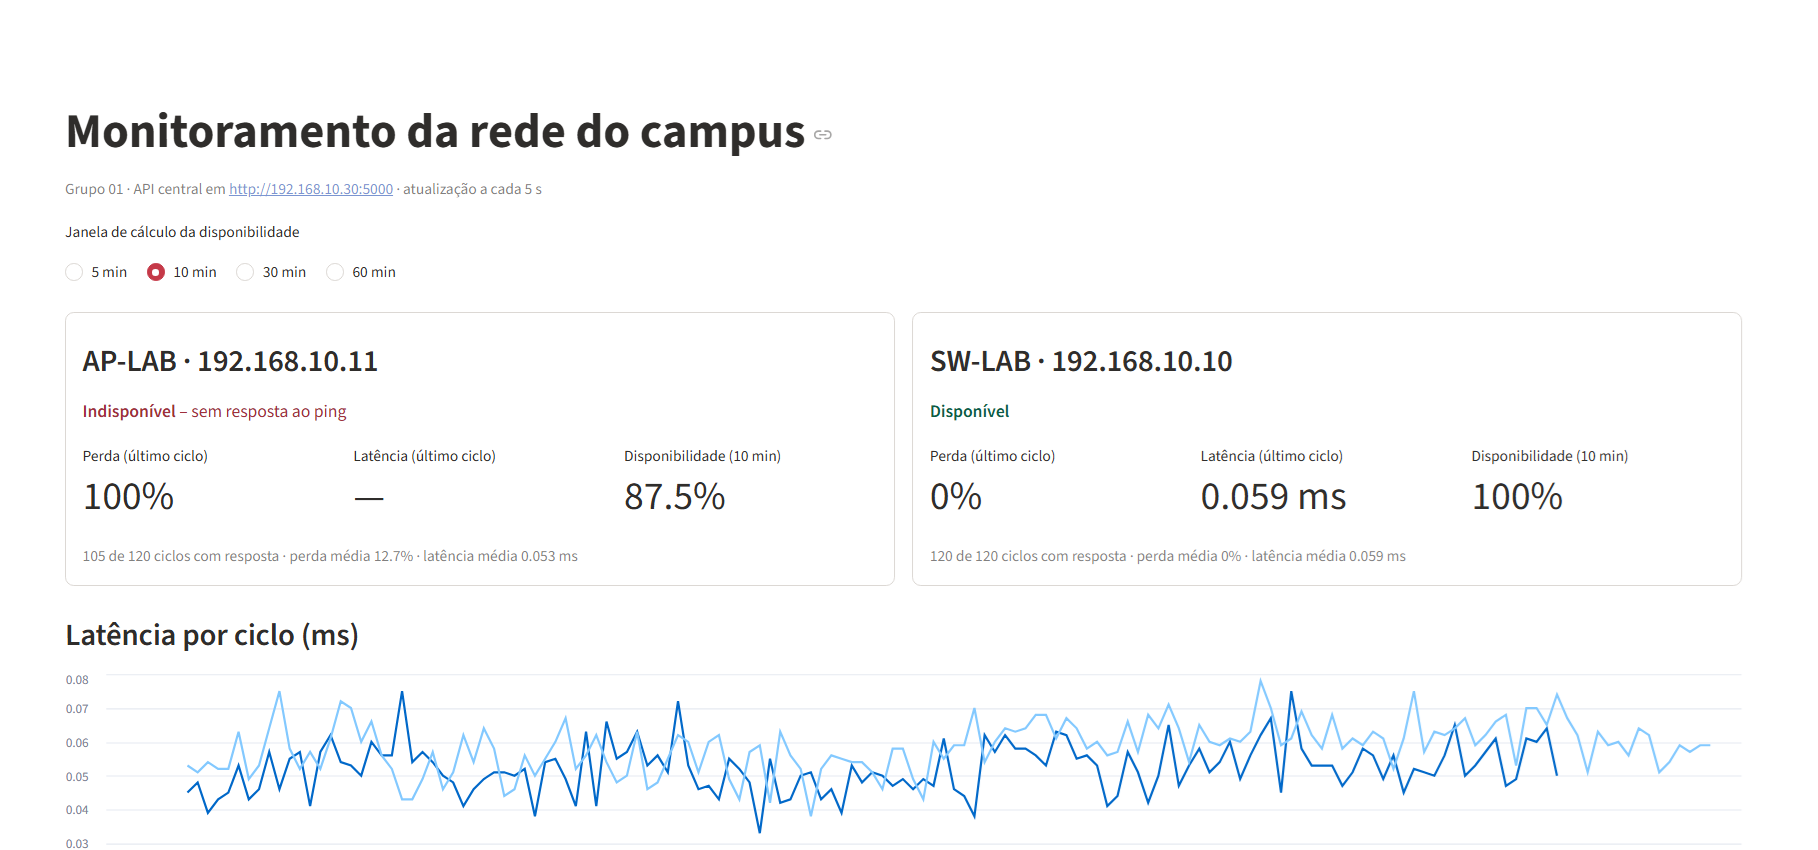 Monitoramento da rede do campus
Grupo 01 · API central em http://192.168.10.30:5000 · atualização a cada 5 s
Janela de cálculo da disponibilidade
5 min 10 min 30 min 60 min
AP-LAB · 192.168.10.11
Indisponível – sem resposta ao ping
Perda (último ciclo) Latência (último ciclo) Disponibilidade (10 min)
100% — 87.5%
105 de 120 ciclos com resposta · perda média 12.7% · latência média 0.053 ms
SW-LAB · 192.168.10.10
Disponível
Perda (último ciclo) Latência (último ciclo) Disponibilidade (10 min)
0% 0.059 ms 100%
120 de 120 ciclos com resposta · perda média 0% · latência média 0.059 ms
Latência por ciclo (ms)
0.08
0.07
0.06
0.05
0.04
0.03